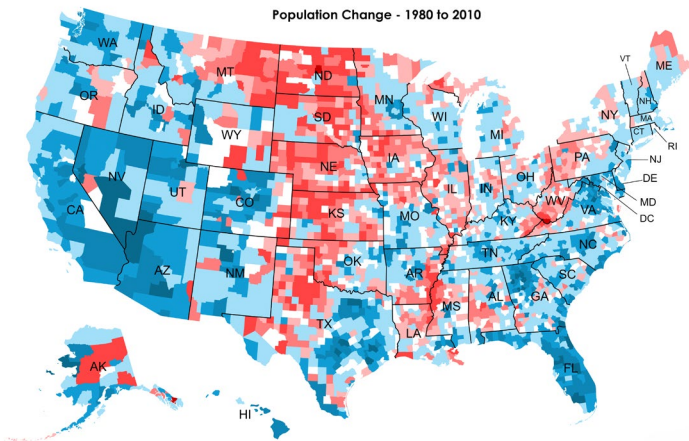 Population Change - 1980 to 2010
WA
MT
ND
MN
VT
ME
OR
ID
SD
WI
MI
NY
NH
MA
CT
RI
WY
NE
IA
PA
NJ
NV
UT
CO
KS
MO
IL
IN
OH
WV
DE
MD
DC
CA
AZ
NM
OK
AR
KY
VA
TN
NC
SC
TX
LA
MS
AL
GA
FL
AK
HI